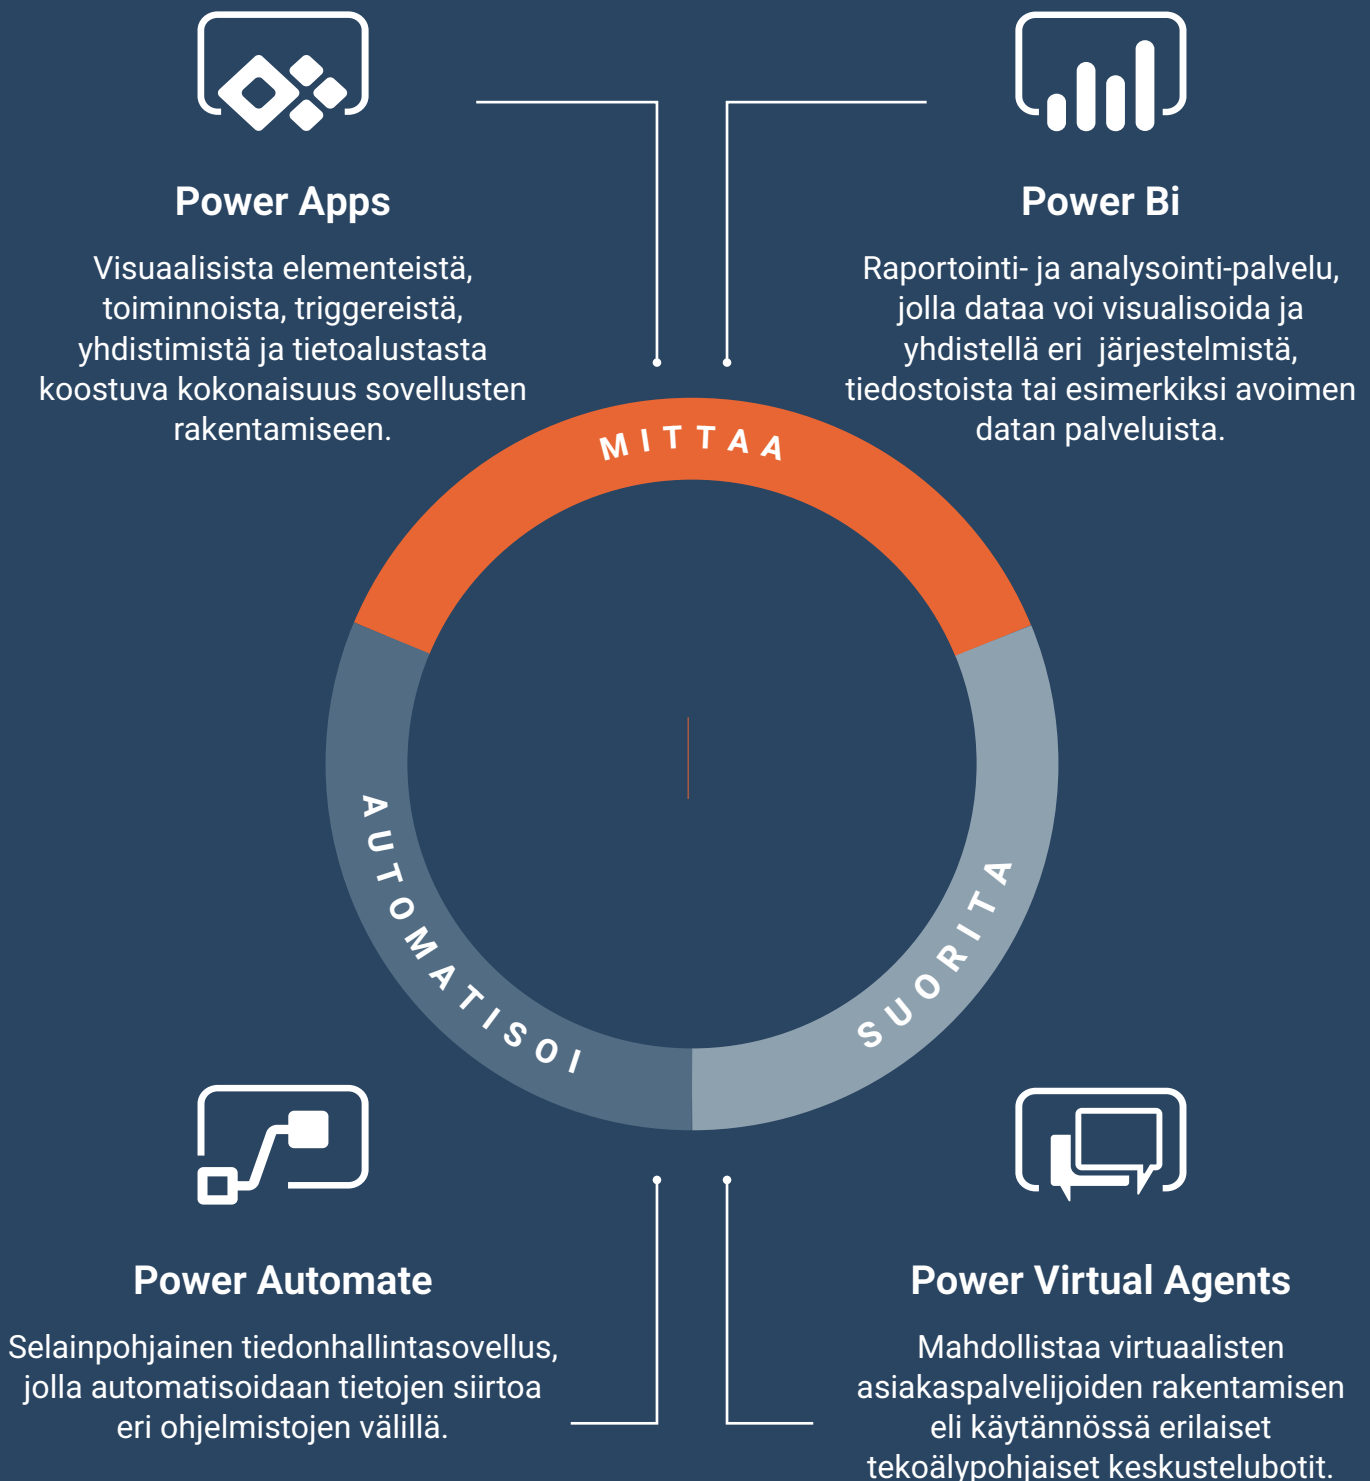 Power Apps
Visuaalisista elementeistä,
toiminnoista, triggereistä,
yhdistimistä ja tietoalustasta
koostuva kokonaisuus sovellusten
rakentamiseen.
Power Bi
Raportointi- ja analysointi-palvelu,
jolla dataa voi visualisoida ja
yhdistellä eri järjestelmistä,
tiedostoista tai esimerkiksi avoimen
datan palveluista.
MITTAA
AUTOMATISOI
SUORITA
Power Automate
Selainpohjainen tiedonhallintasovellus,
jolla automatisoidaan tietojen siirtoa
eri ohjelmistojen välillä.
Power Virtual Agents
Mahdollistaa virtuaalisten
asiakaspalvelijoiden rakentamisen
eli käytännössä erilaiset
tekoälypohjaiset keskustelubotit.